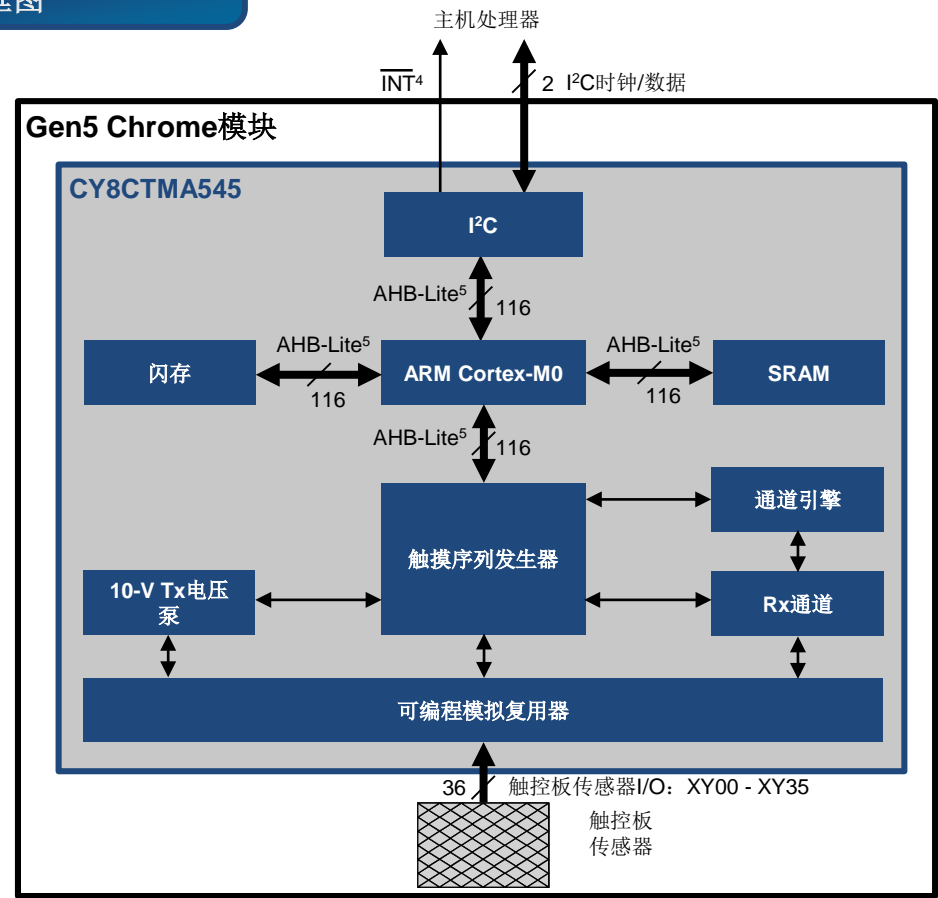 框图
主机处理器
INT⁴
2 I²C时钟/数据
Gen5 Chrome模块
CY8CTMA545
I²C
AHB-Lite⁵
116
闪存
AHB-Lite⁵
116
ARM Cortex-M0
AHB-Lite⁵
116
SRAM
AHB-Lite⁵
116
触摸序列发生器
通道引擎
10-V Tx电压
泵
Rx通道
可编程模拟复用器
36
触控板传感器I/O：XY00 - XY35
触控板
传感器